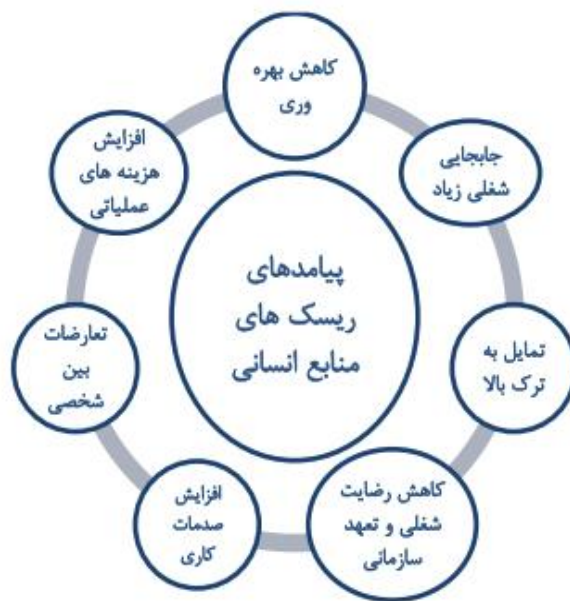 کاهش بهره
وری
جابجایی
شغلی زیاد
تمایل به
ترک بالا
کاهش رضایت
شغلی و تعهد
سازمانی
افزایش
صدمات
کاری
تعارضات
بین
شخصی
افزایش
هزینه های
عملیاتی
پیامدهای
ریسک های
منابع انسانی